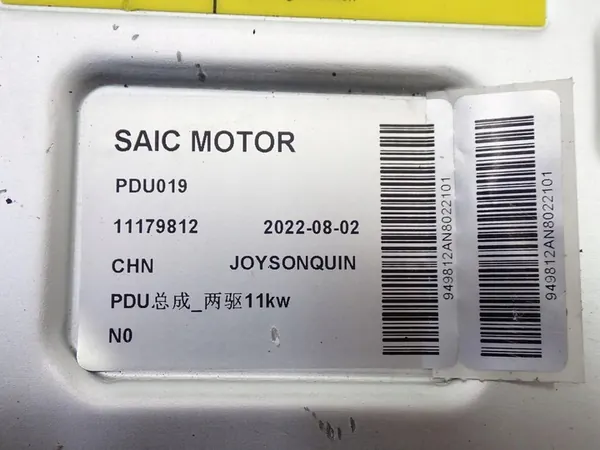 SAIC MOTOR
PDU019
11179812 2022-08-02
CHN JOYSONQUIN
PDU总成_两驱11kw
N0
949812AN8022101
949812AN8022101